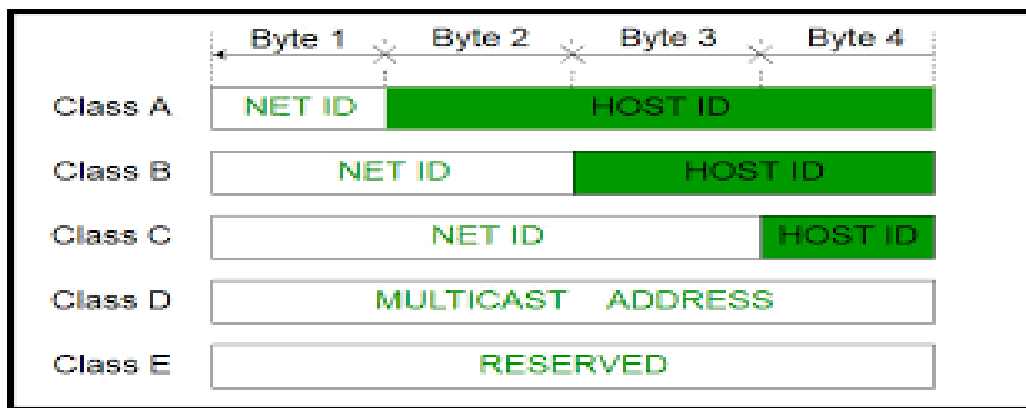 Byte 1 Byte 2 Byte 3 Byte 4
Class A NET ID HOST ID
Class B NET ID HOST ID
Class C NET ID HOST ID
Class D MULTICAST ADDRESS
Class E RESERVED